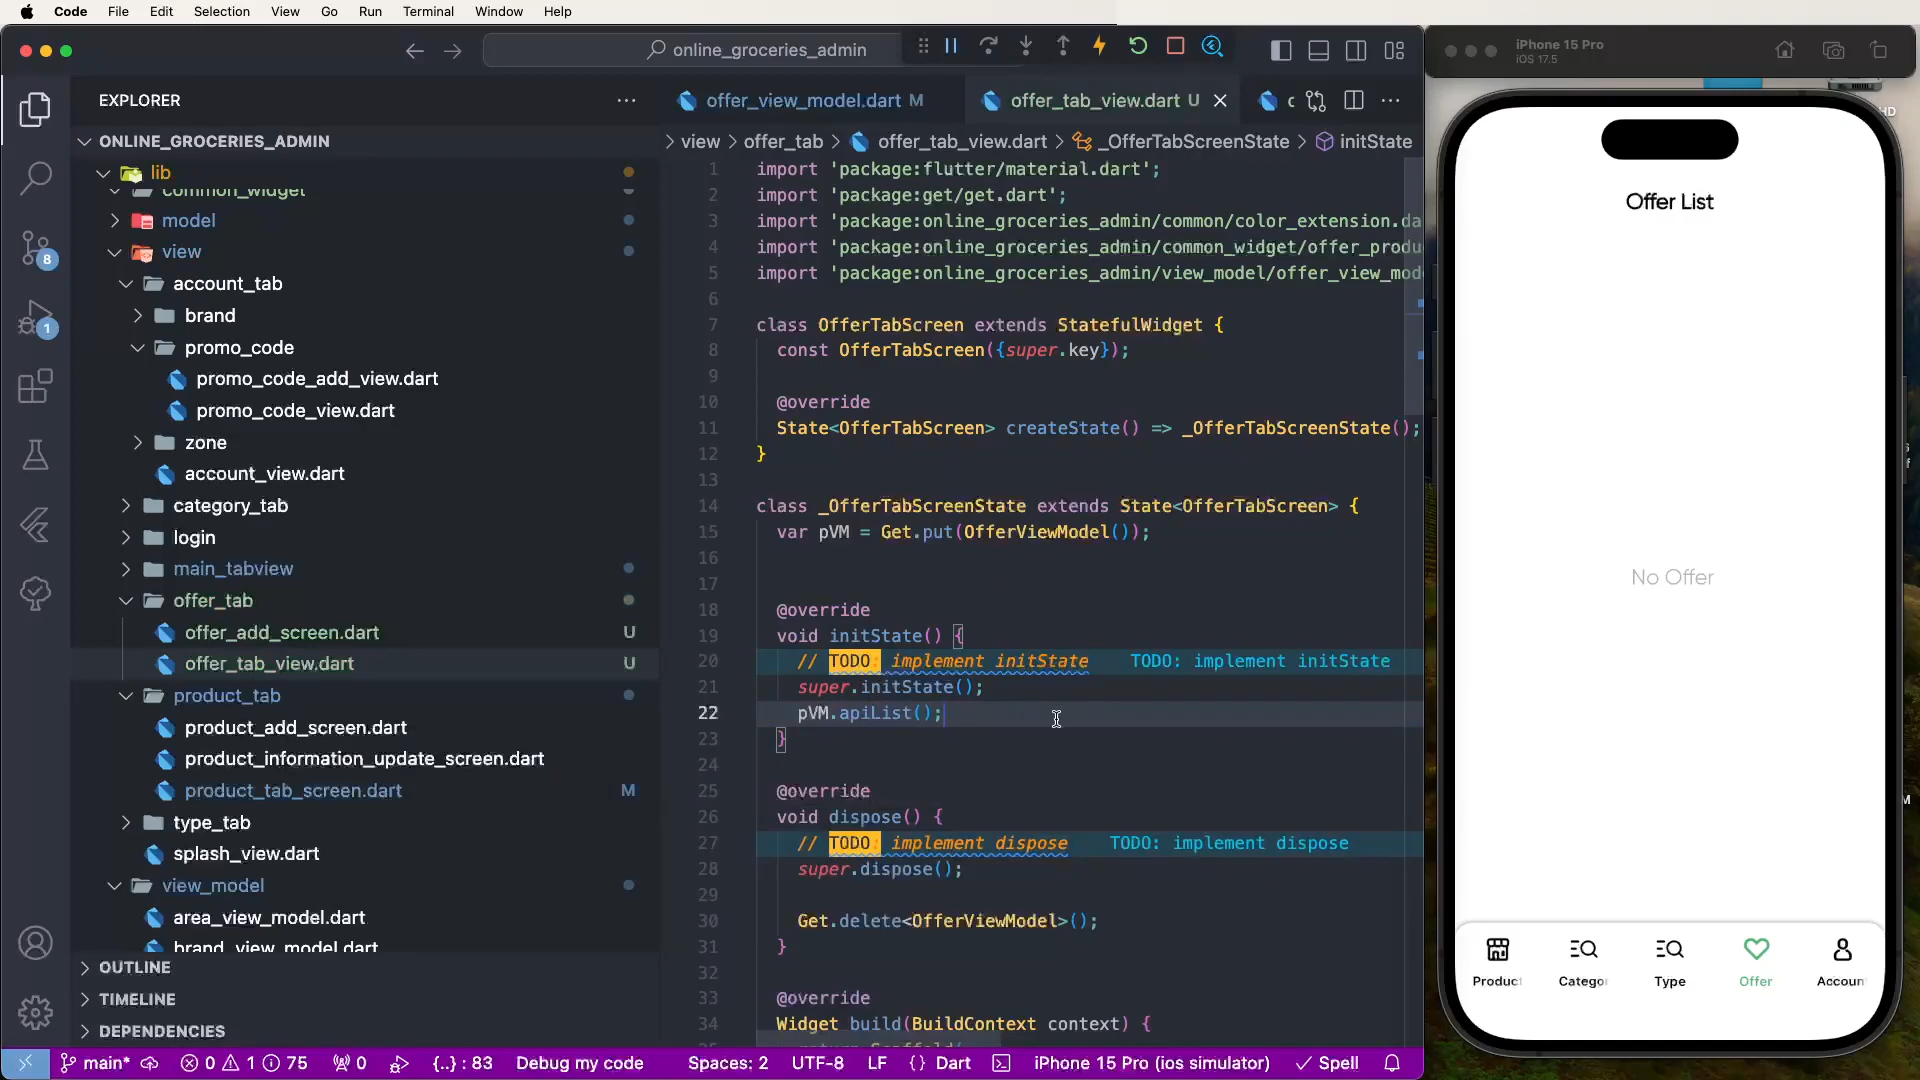 Code File Edit Selection View Go Run Terminal Window Help
online_groceries_admin
EXPLORER
ONLINE_GROCERIES_ADMIN
lib
common_widget
model
view
account_tab
brand
promo_code
promo_code_add_view.dart
promo_code_view.dart
zone
account_view.dart
category_tab
login
main_tabview
offer_tab
offer_add_screen.dart U
offer_tab_view.dart U
product_tab
product_add_screen.dart
product_information_update_screen.dart
product_tab_screen.dart M
type_tab
splash_view.dart
view_model
area_view_model.dart
brand_view_model.dart
OUTLINE
TIMELINE
DEPENDENCIES
8
1
offer_view_model.dart M offer_tab_view.dart U
view > offer_tab > offer_tab_view.dart > _OfferTabScreenState > initState
1 import 'package:flutter/material.dart';
2 import 'package:get/get.dart';
3 import 'package:online_groceries_admin/common/color_extension.da
4 import 'package:online_groceries_admin/common_widget/offer_produ
5 import 'package:online_groceries_admin/view_model/offer_view_mod
6
7 class OfferTabScreen extends StatefulWidget {
8 const OfferTabScreen({super.key});
9
10 @override
11 State<OfferTabScreen> createState() => _OfferTabScreenState();
12 }
13
14 class _OfferTabScreenState extends State<OfferTabScreen> {
15 var pVM = Get.put(OfferViewModel());
16
17
18 @override
19 void initState() {
20 // TODO: implement initState TODO: implement initState
21 super.initState();
22 pVM.apiList();
23 }
24
25 @override
26 void dispose() {
27 // TODO: implement dispose TODO: implement dispose
28 super.dispose();
29
30 Get.delete<OfferViewModel>();
31 }
32
33 @override
34 Widget build(BuildContext context) {
main* 0 1 75 0 {..} : 83 Debug my code Spaces: 2 UTF-8 LF {} Dart iPhone 15 Pro (ios simulator) Spell
iPhone 15 Pro
iOS 17.5
HD
Offer List
No Offer
Produc Catego Type Offer Accoun